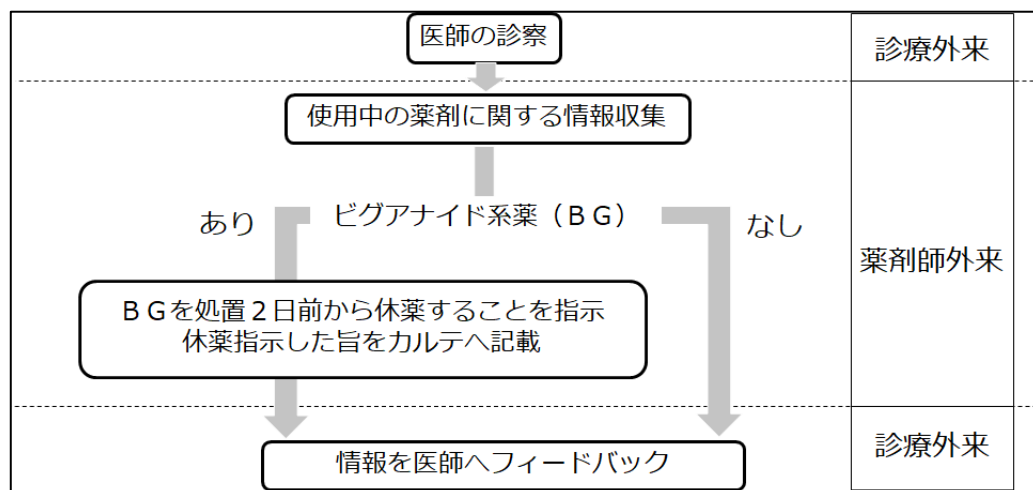 医師の診察
診療外来
使用中の薬剤に関する情報収集
あり
ビグアナイド系薬（ＢＧ）
なし
薬剤師外来
ＢＧを処置２日前から休薬することを指示
休薬指示した旨をカルテへ記載
診療外来
情報を医師へフィードバック